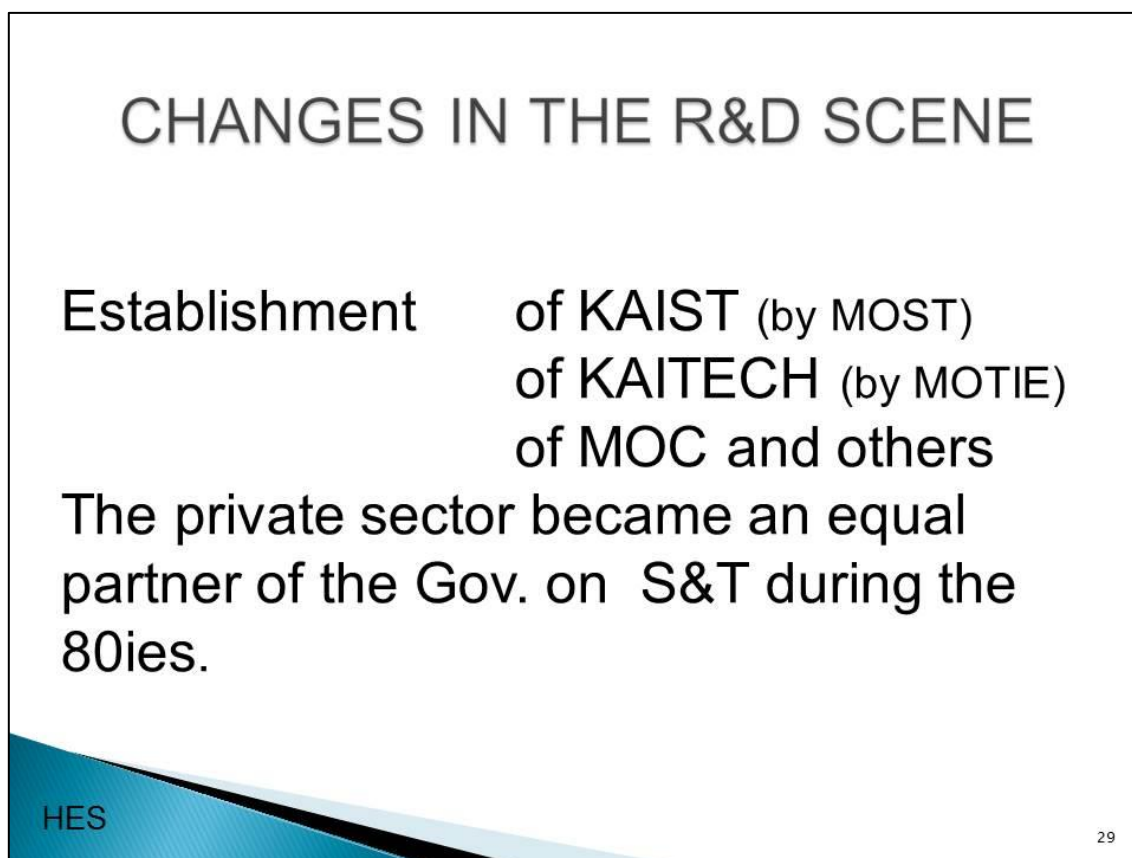 CHANGES IN THE R&D SCENE
Establishment of KAIST (by MOST)
of KAITECH (by MOTIE)
of MOC and others
The private sector became an equal
partner of the Gov. on S&T during the
80ies.
HES
29